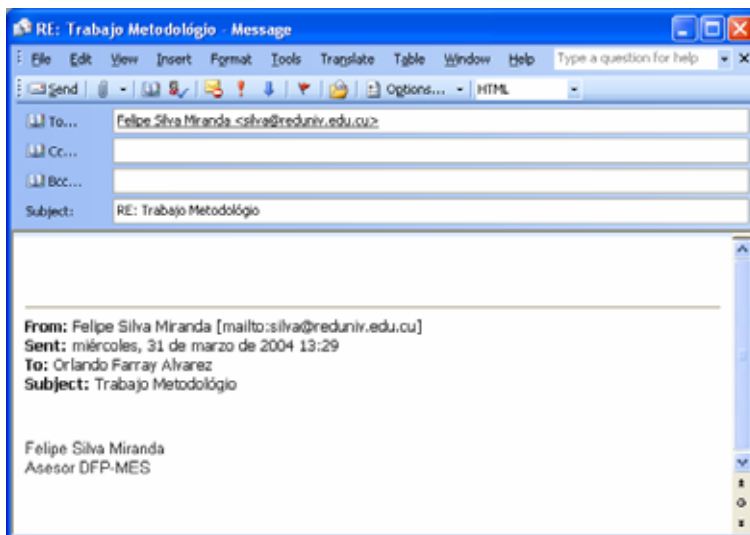 RE: Trabajo Metodológio - Message
File Edit View Insert Format Tools Translate Table Window Help Type a question for help
Send Options... HTML
To... Felipe Silva Miranda <silva@reduniv.edu.cu>
Cc...
Bcc...
Subject: RE: Trabajo Metodológio
From: Felipe Silva Miranda [mailto:silva@reduniv.edu.cu]
Sent: miércoles, 31 de marzo de 2004 13:29
To: Orlando Farray Alvarez
Subject: Trabajo Metodológio
Felipe Silva Miranda
Asesor DFP-MES